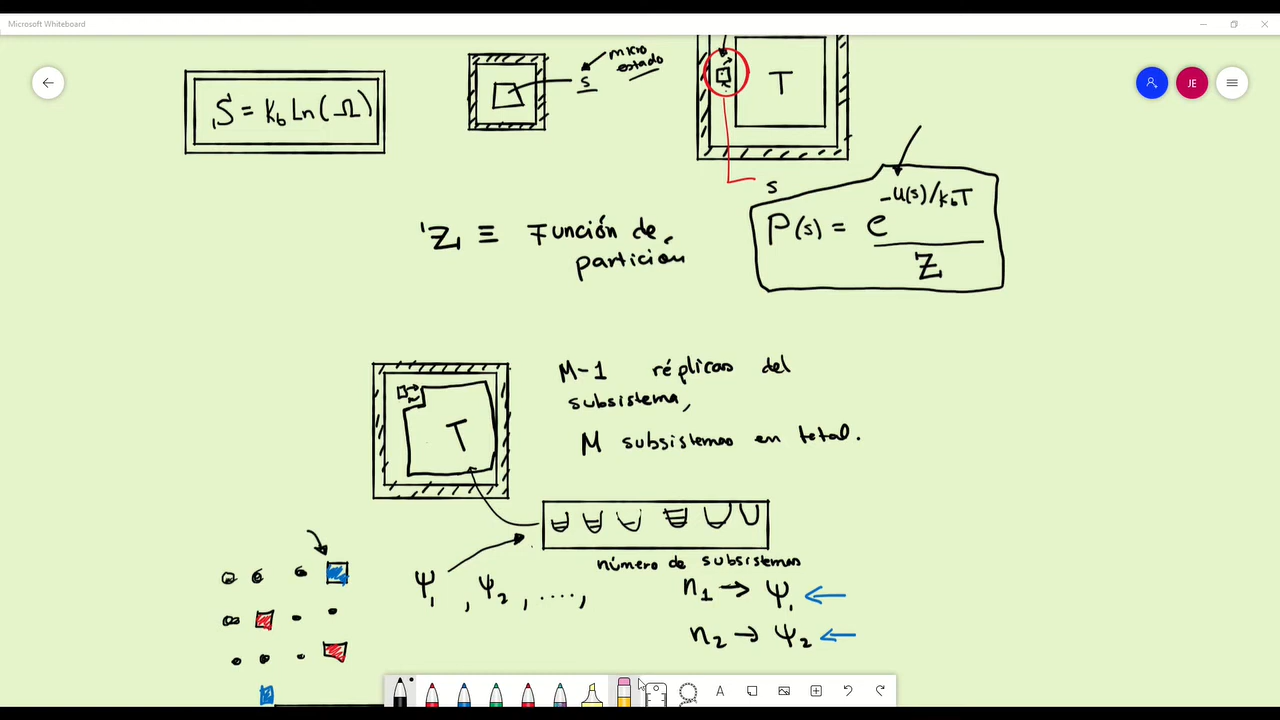 Microsoft Whiteboard
JE
S = k_b Ln(Ω)
s
micro
estado
T
s
P(s) = e^{-U(s)/k_bT} / Z
Z ≡ Función de
partición
T
M-1 réplicas del
subsistema,
M subsistemas en total.
número de subsistemas
Ψ₁, Ψ₂, ....,
n₁ → Ψ₁
n₂ → Ψ₂
A